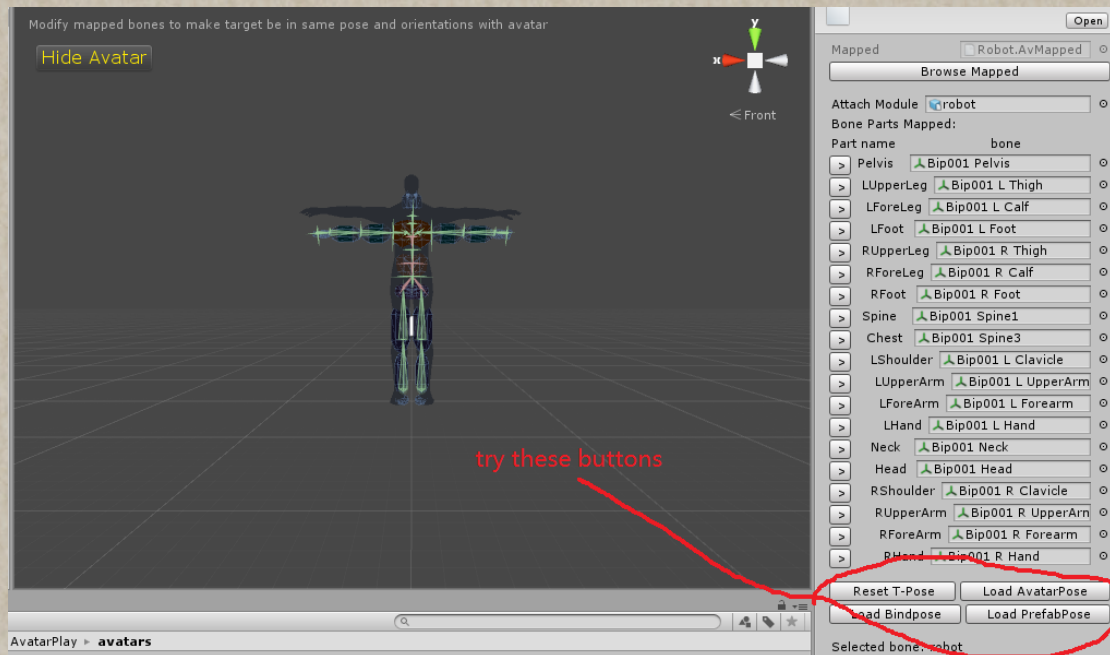 Modify mapped bones to make target be in same pose and orientations with avatar
Hide Avatar
y
x
Front
try these buttons
AvatarPlay ▸ avatars
Open
Mapped Robot.AvMapped
Browse Mapped
Attach Module robot
Bone Parts Mapped:
Part name bone
> Pelvis Bip001 Pelvis
> LUpperLeg Bip001 L Thigh
> LForeLeg Bip001 L Calf
> LFoot Bip001 L Foot
> RUpperLeg Bip001 R Thigh
> RForeLeg Bip001 R Calf
> RFoot Bip001 R Foot
> Spine Bip001 Spine1
> Chest Bip001 Spine3
> LShoulder Bip001 L Clavicle
> LUpperArm Bip001 L UpperArm
> LForeArm Bip001 L Forearm
> LHand Bip001 L Hand
> Neck Bip001 Neck
> Head Bip001 Head
> RShoulder Bip001 R Clavicle
> RUpperArm Bip001 R UpperArn
> RForeArm Bip001 R Forearm
> RHand Bip001 R Hand
Reset T-Pose Load AvatarPose
Load Bindpose Load PrefabPose
Selected bone: robot